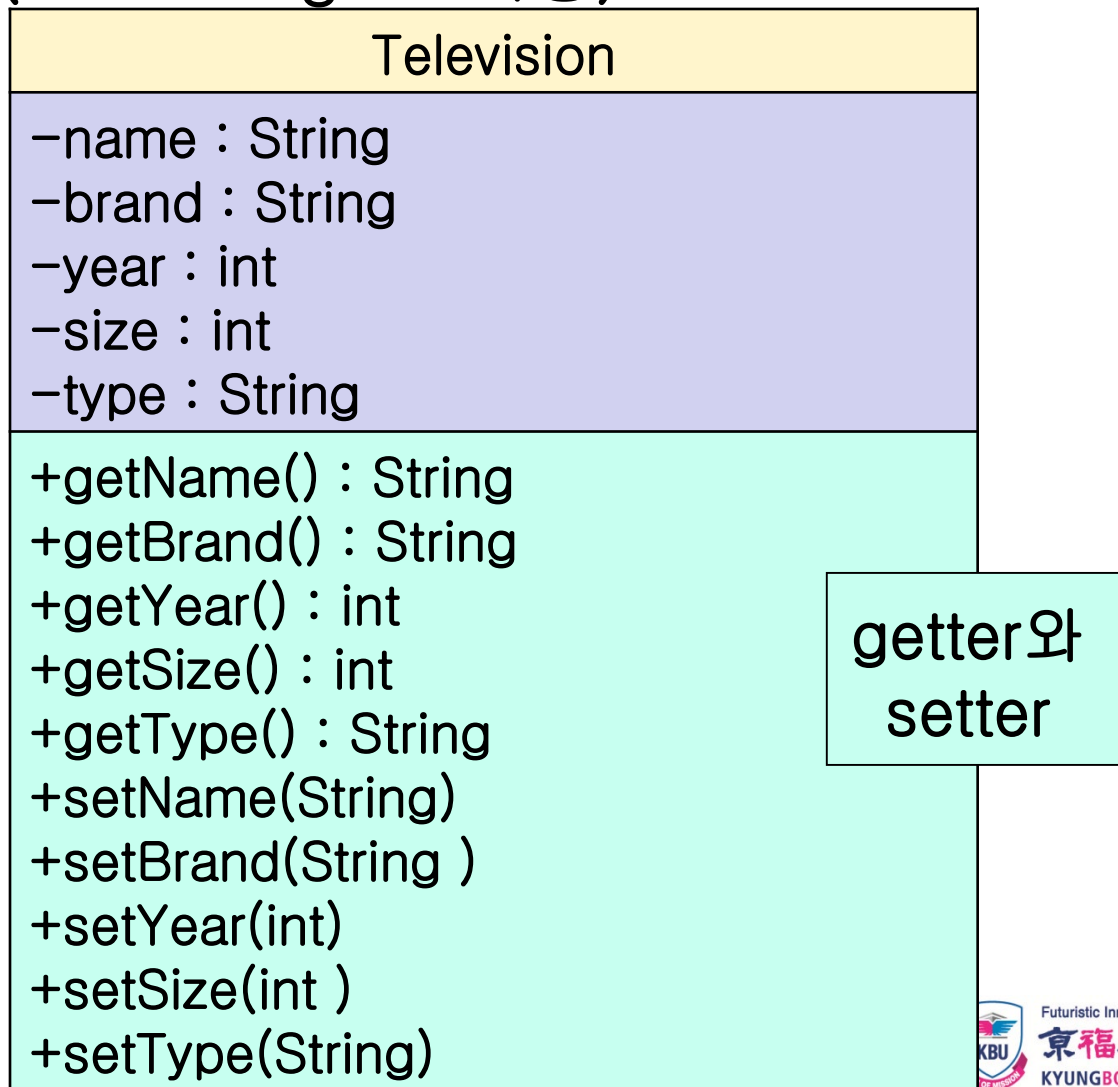 Television
-name : String
-brand : String
-year : int
-size : int
-type : String
+getName() : String
+getBrand() : String
+getYear() : int
+getSize() : int
+getType() : String
+setName(String)
+setBrand(String )
+setYear(int)
+setSize(int )
+setType(String)
getter와
setter
KBU
Futuristic
京福